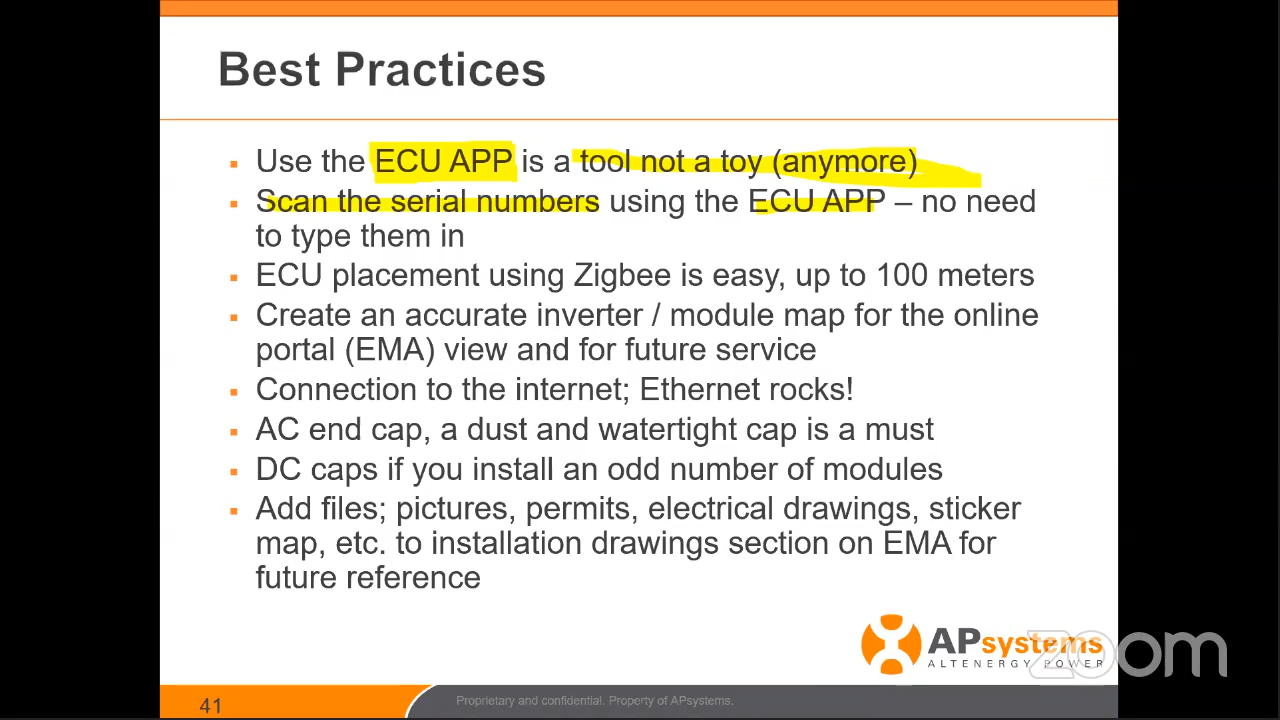 Best Practices
Use the ECU APP is a tool not a toy (anymore)
Scan the serial numbers using the ECU APP – no need
to type them in
ECU placement using Zigbee is easy, up to 100 meters
Create an accurate inverter / module map for the online
portal (EMA) view and for future service
Connection to the internet; Ethernet rocks!
AC end cap, a dust and watertight cap is a must
DC caps if you install an odd number of modules
Add files; pictures, permits, electrical drawings, sticker
map, etc. to installation drawings section on EMA for
future reference
APsystems
ALTENERGY POWER
zoom
41
Proprietary and confidential. Property of APsystems.